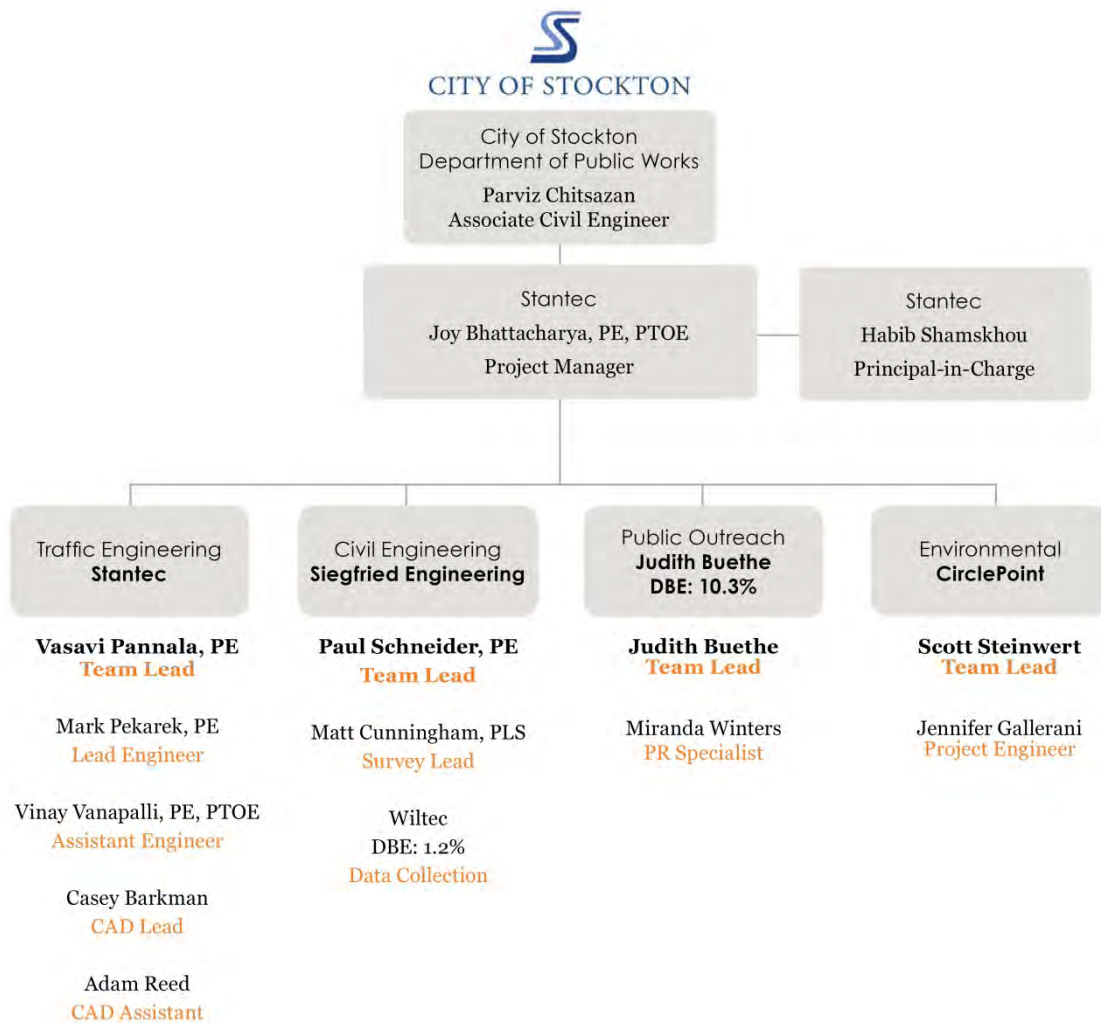 CITY OF STOCKTON
City of Stockton
Department of Public Works
Parviz Chitsazan
Associate Civil Engineer
Stantec
Joy Bhattacharya, PE, PTOE
Project Manager
Stantec
Habib Shamskhou
Principal-in-Charge
Traffic Engineering
Stantec
Vasavi Pannala, PE
Team Lead
Mark Pekarek, PE
Lead Engineer
Vinay Vanapalli, PE, PTOE
Assistant Engineer
Casey Barkman
CAD Lead
Adam Reed
CAD Assistant
Civil Engineering
Siegfried Engineering
Paul Schneider, PE
Team Lead
Matt Cunningham, PLS
Survey Lead
Wiltec
DBE: 1.2%
Data Collection
Public Outreach
Judith Buethe
DBE: 10.3%
Judith Buethe
Team Lead
Miranda Winters
PR Specialist
Environmental
CirclePoint
Scott Steinwert
Team Lead
Jennifer Gallerani
Project Engineer